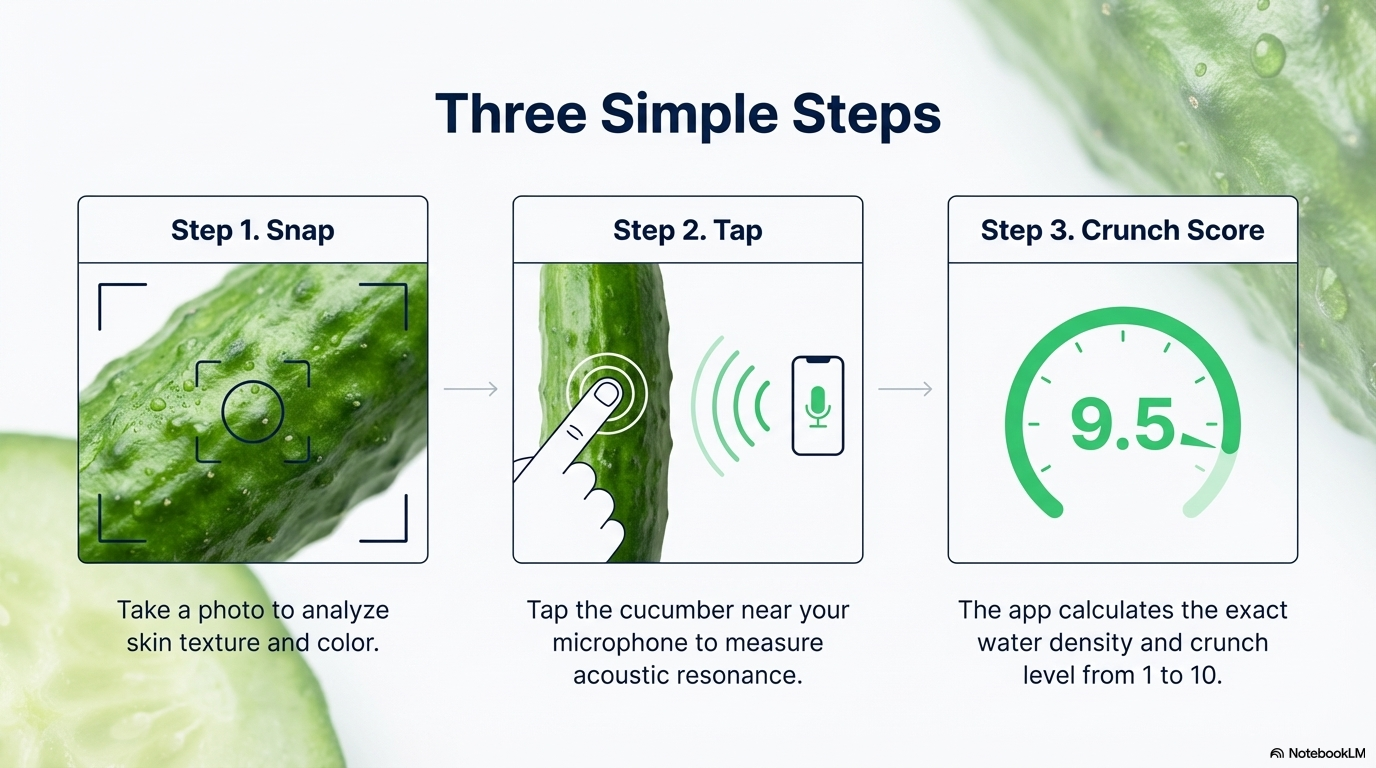 Three Simple Steps
Step 1. Snap
Take a photo to analyze
skin texture and color.
Step 2. Tap
Tap the cucumber near your
microphone to measure
acoustic resonance.
Step 3. Crunch Score
9.5
The app calculates the exact
water density and crunch
level from 1 to 10.
NotebookLM